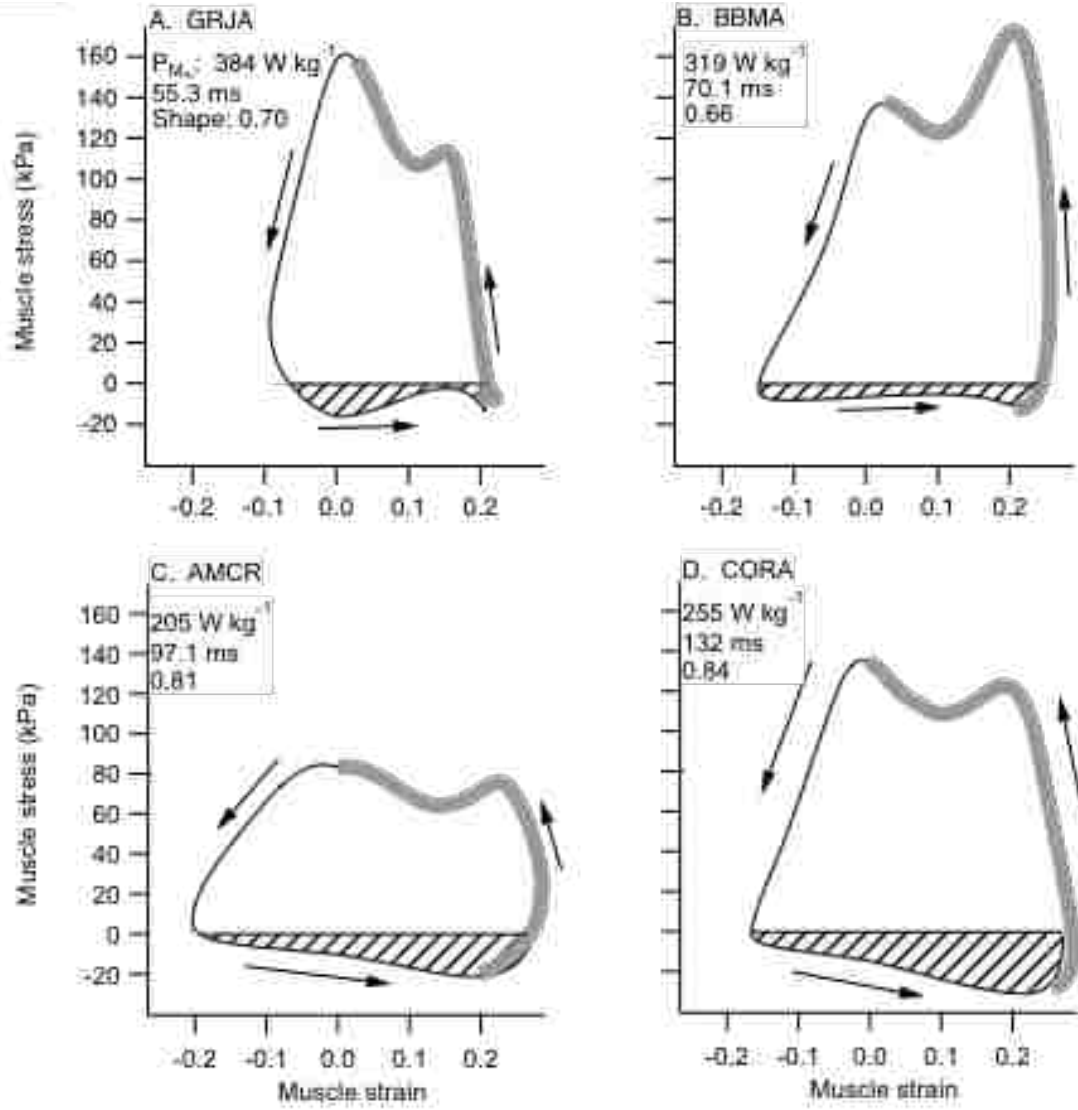 A. GRJA
P_Mus: 384 W kg^-1
55.3 ms
Shape: 0.70
160
140
120
100
80
60
40
20
0
-20
Muscle stress (kPa)
-0.2 -0.1 0.0 0.1 0.2
B. BBMA
319 W kg^-1
70.1 ms
0.66
-0.2 -0.1 0.0 0.1 0.2
C. AMCR
205 W kg^-1
97.1 ms
0.81
160
140
120
100
80
60
40
20
0
-20
Muscle stress (kPa)
-0.2 -0.1 0.0 0.1 0.2
Muscle strain
D. CORA
255 W kg^-1
132 ms
0.84
-0.2 -0.1 0.0 0.1 0.2
Muscle strain